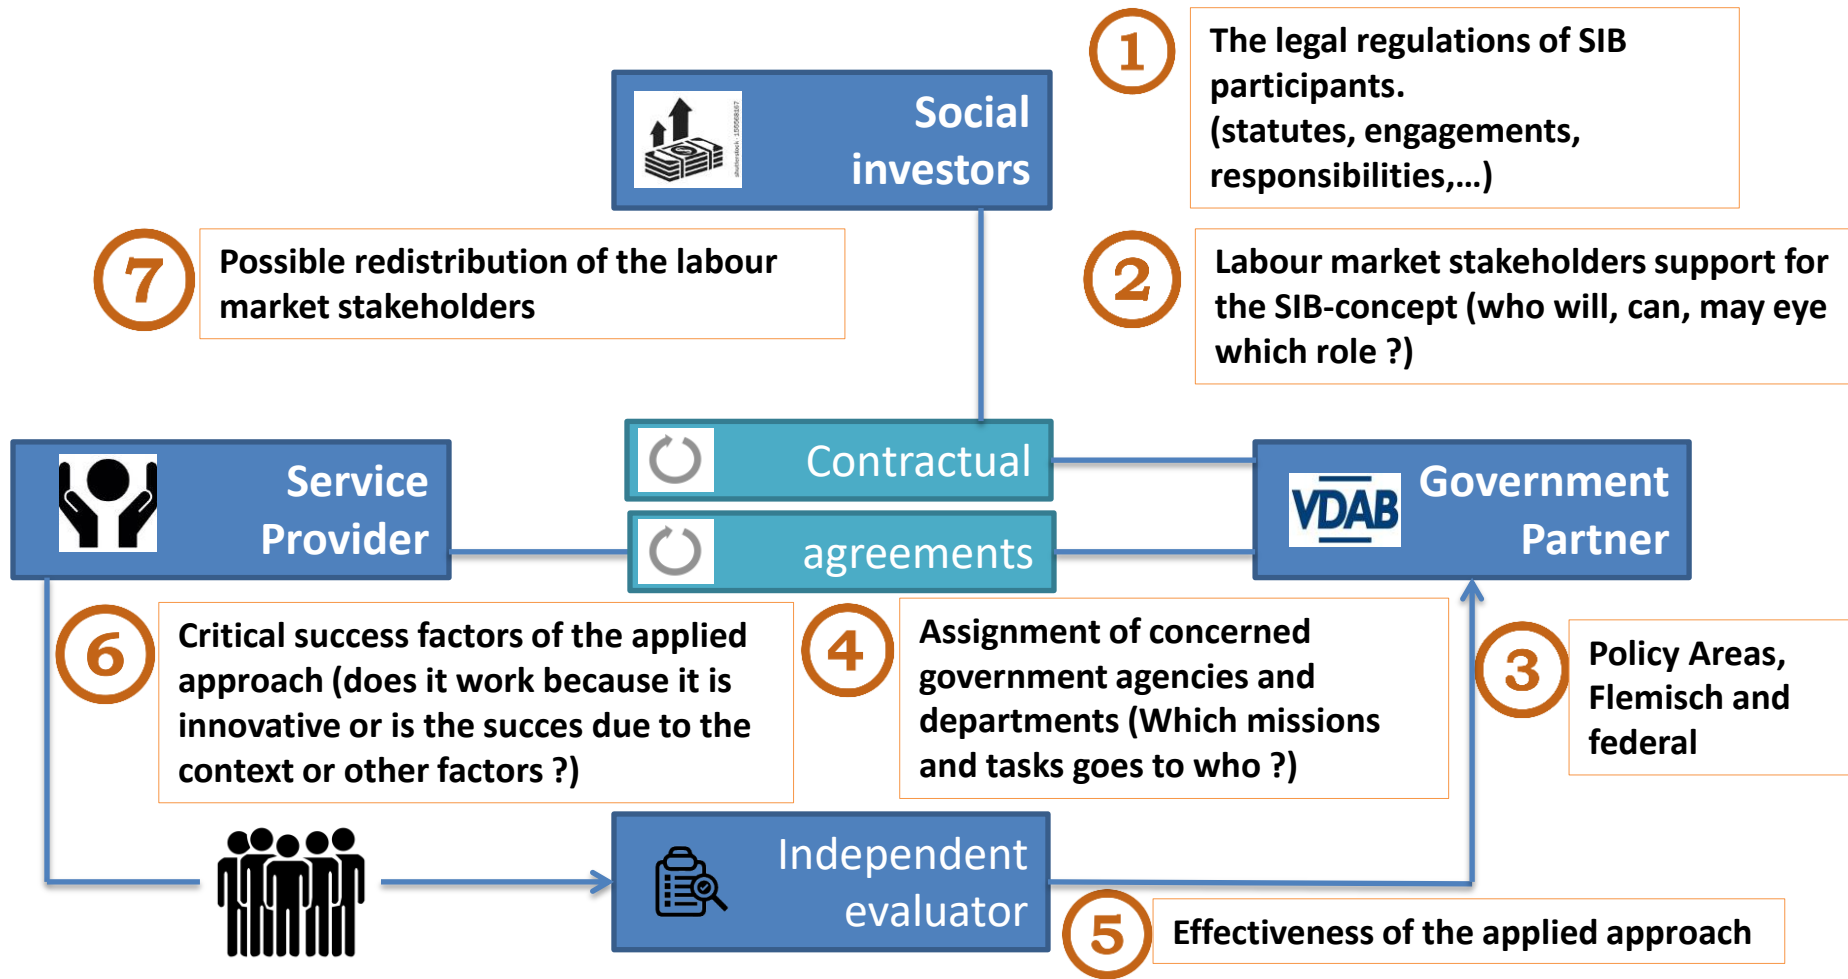 1
The legal regulations of SIB
participants.
(statutes, engagements,
responsibilities,...)
Social
investors
shutterstock · 155568167
7
Possible redistribution of the labour
market stakeholders
2
Labour market stakeholders support for
the SIB-concept (who will, can, may eye
which role ?)
Service
Provider
Contractual
agreements
VDAB
Government
Partner
6
Critical success factors of the applied
approach (does it work because it is
innovative or is the succes due to the
context or other factors ?)
4
Assignment of concerned
government agencies and
departments (Which missions
and tasks goes to who ?)
3
Policy Areas,
Flemisch and
federal
Independent
evaluator
5
Effectiveness of the applied approach